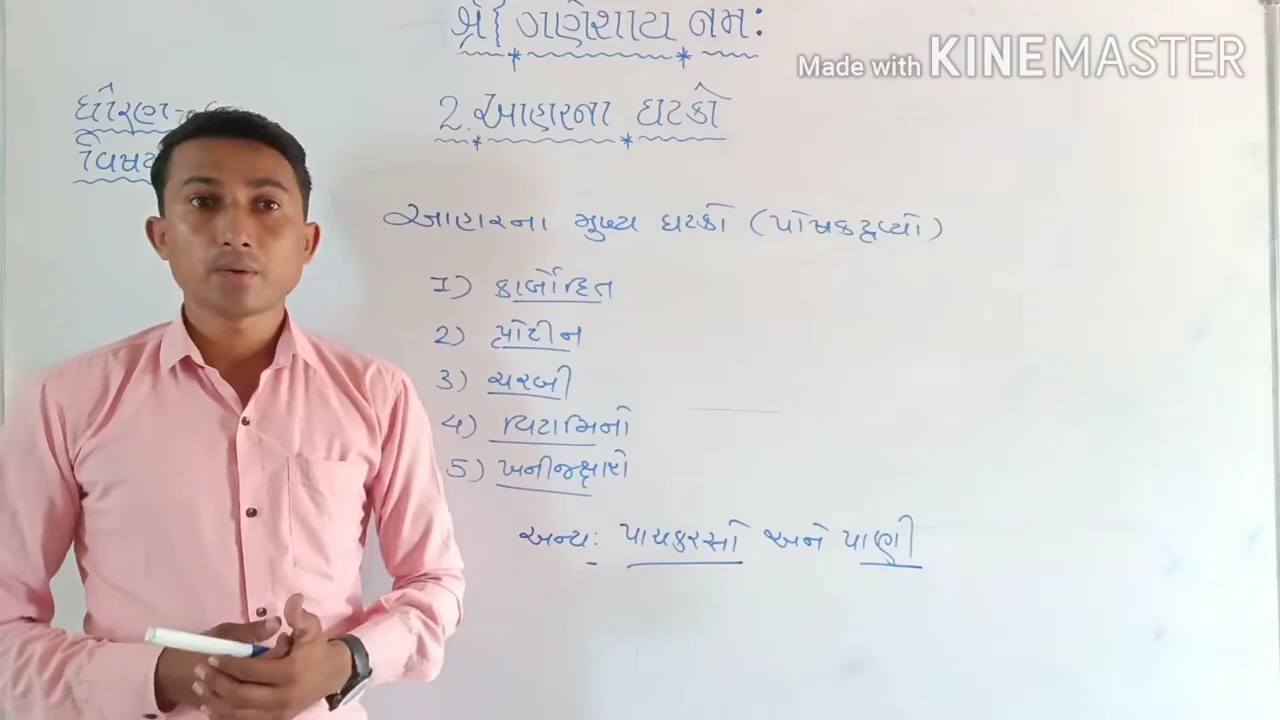 શ્રી ગણેશાય નમ:
Made with KINEMASTER
ધોરણ-
2. આહારના ઘટકો
આહારના મુખ્ય ઘટકો (પોષકદ્રવ્યો)
1) કાર્બોદિત
2) પ્રોટીન
3) ચરબી
4) વિટામિનો
5) ખનીજક્ષારો
અન્ય: પાચકરસો અને પાણી